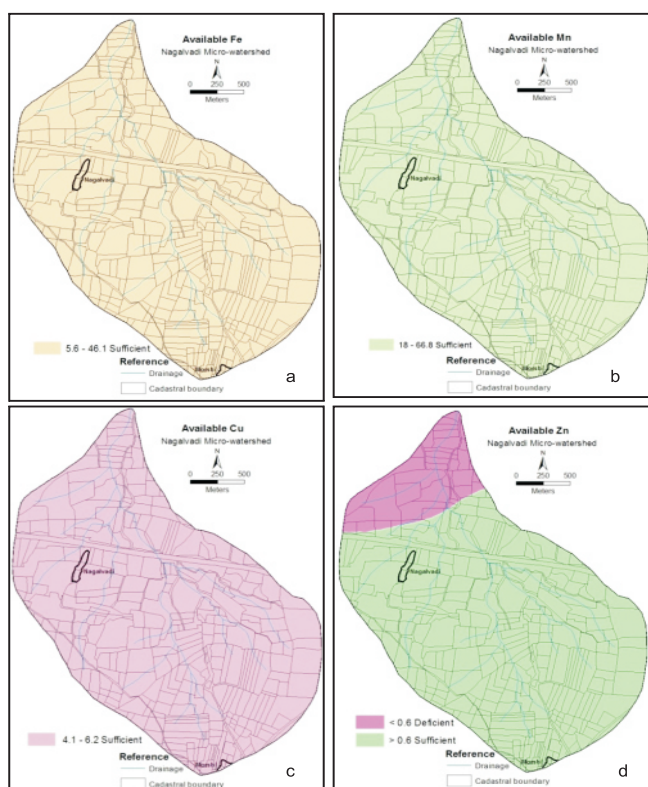 Available Fe
Nagalvadi Micro-watershed
N
0 250 500
Meters
Nagalvadi
5.6 - 46.1 Sufficient
Reference
Drainage
Cadastral boundary
a
Available Mn
Nagalvadi Micro-watershed
N
0 250 500
Meters
Nagalvadi
18 - 66.8 Sufficient
Reference
Drainage
Cadastral boundary
b
Available Cu
Nagalvadi Micro-watershed
N
0 250 500
Meters
Nagalvadi
4.1 - 6.2 Sufficient
Reference
Drainage
Cadastral boundary
c
Available Zn
Nagalvadi Micro-watershed
N
0 250 500
Meters
Nagalvadi
< 0.6 Deficient
> 0.6 Sufficient
Reference
Drainage
Cadastral boundary
d